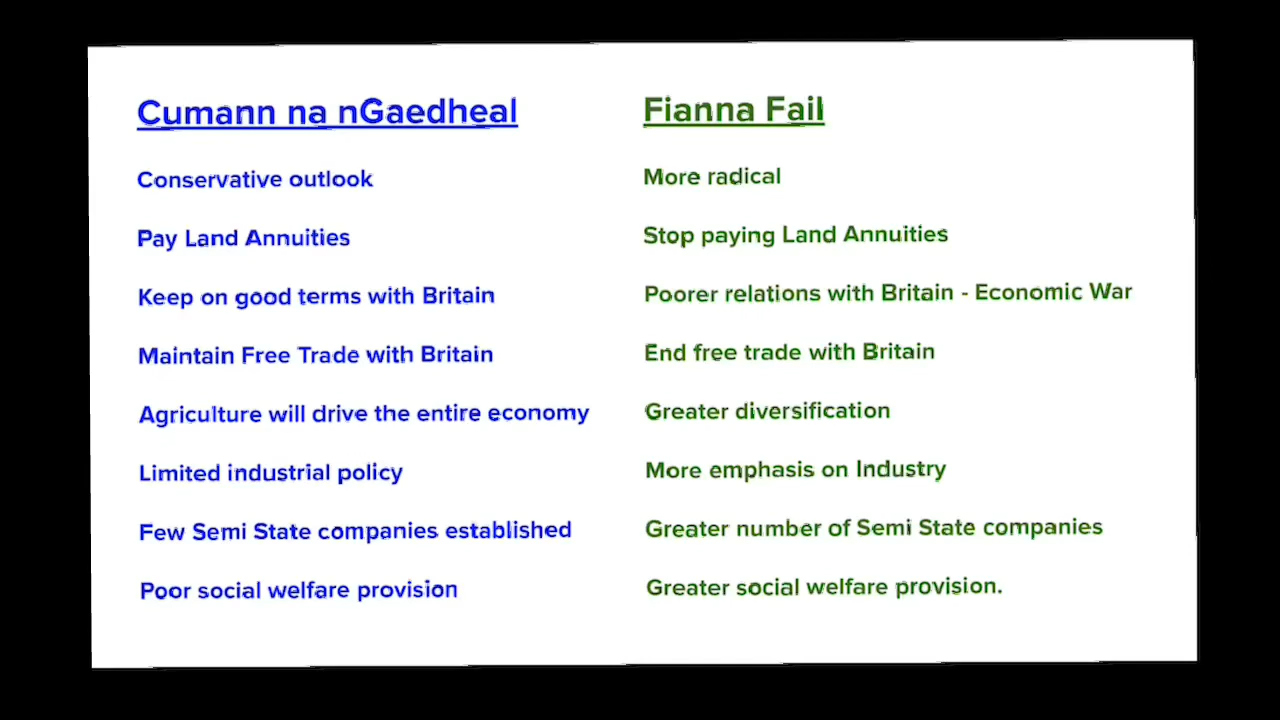 Cumann na nGaedheal
Conservative outlook
Pay Land Annuities
Keep on good terms with Britain
Maintain Free Trade with Britain
Agriculture will drive the entire economy
Limited industrial policy
Few Semi State companies established
Poor social welfare provision
Fianna Fail
More radical
Stop paying Land Annuities
Poorer relations with Britain - Economic War
End free trade with Britain
Greater diversification
More emphasis on Industry
Greater number of Semi State companies
Greater social welfare provision.